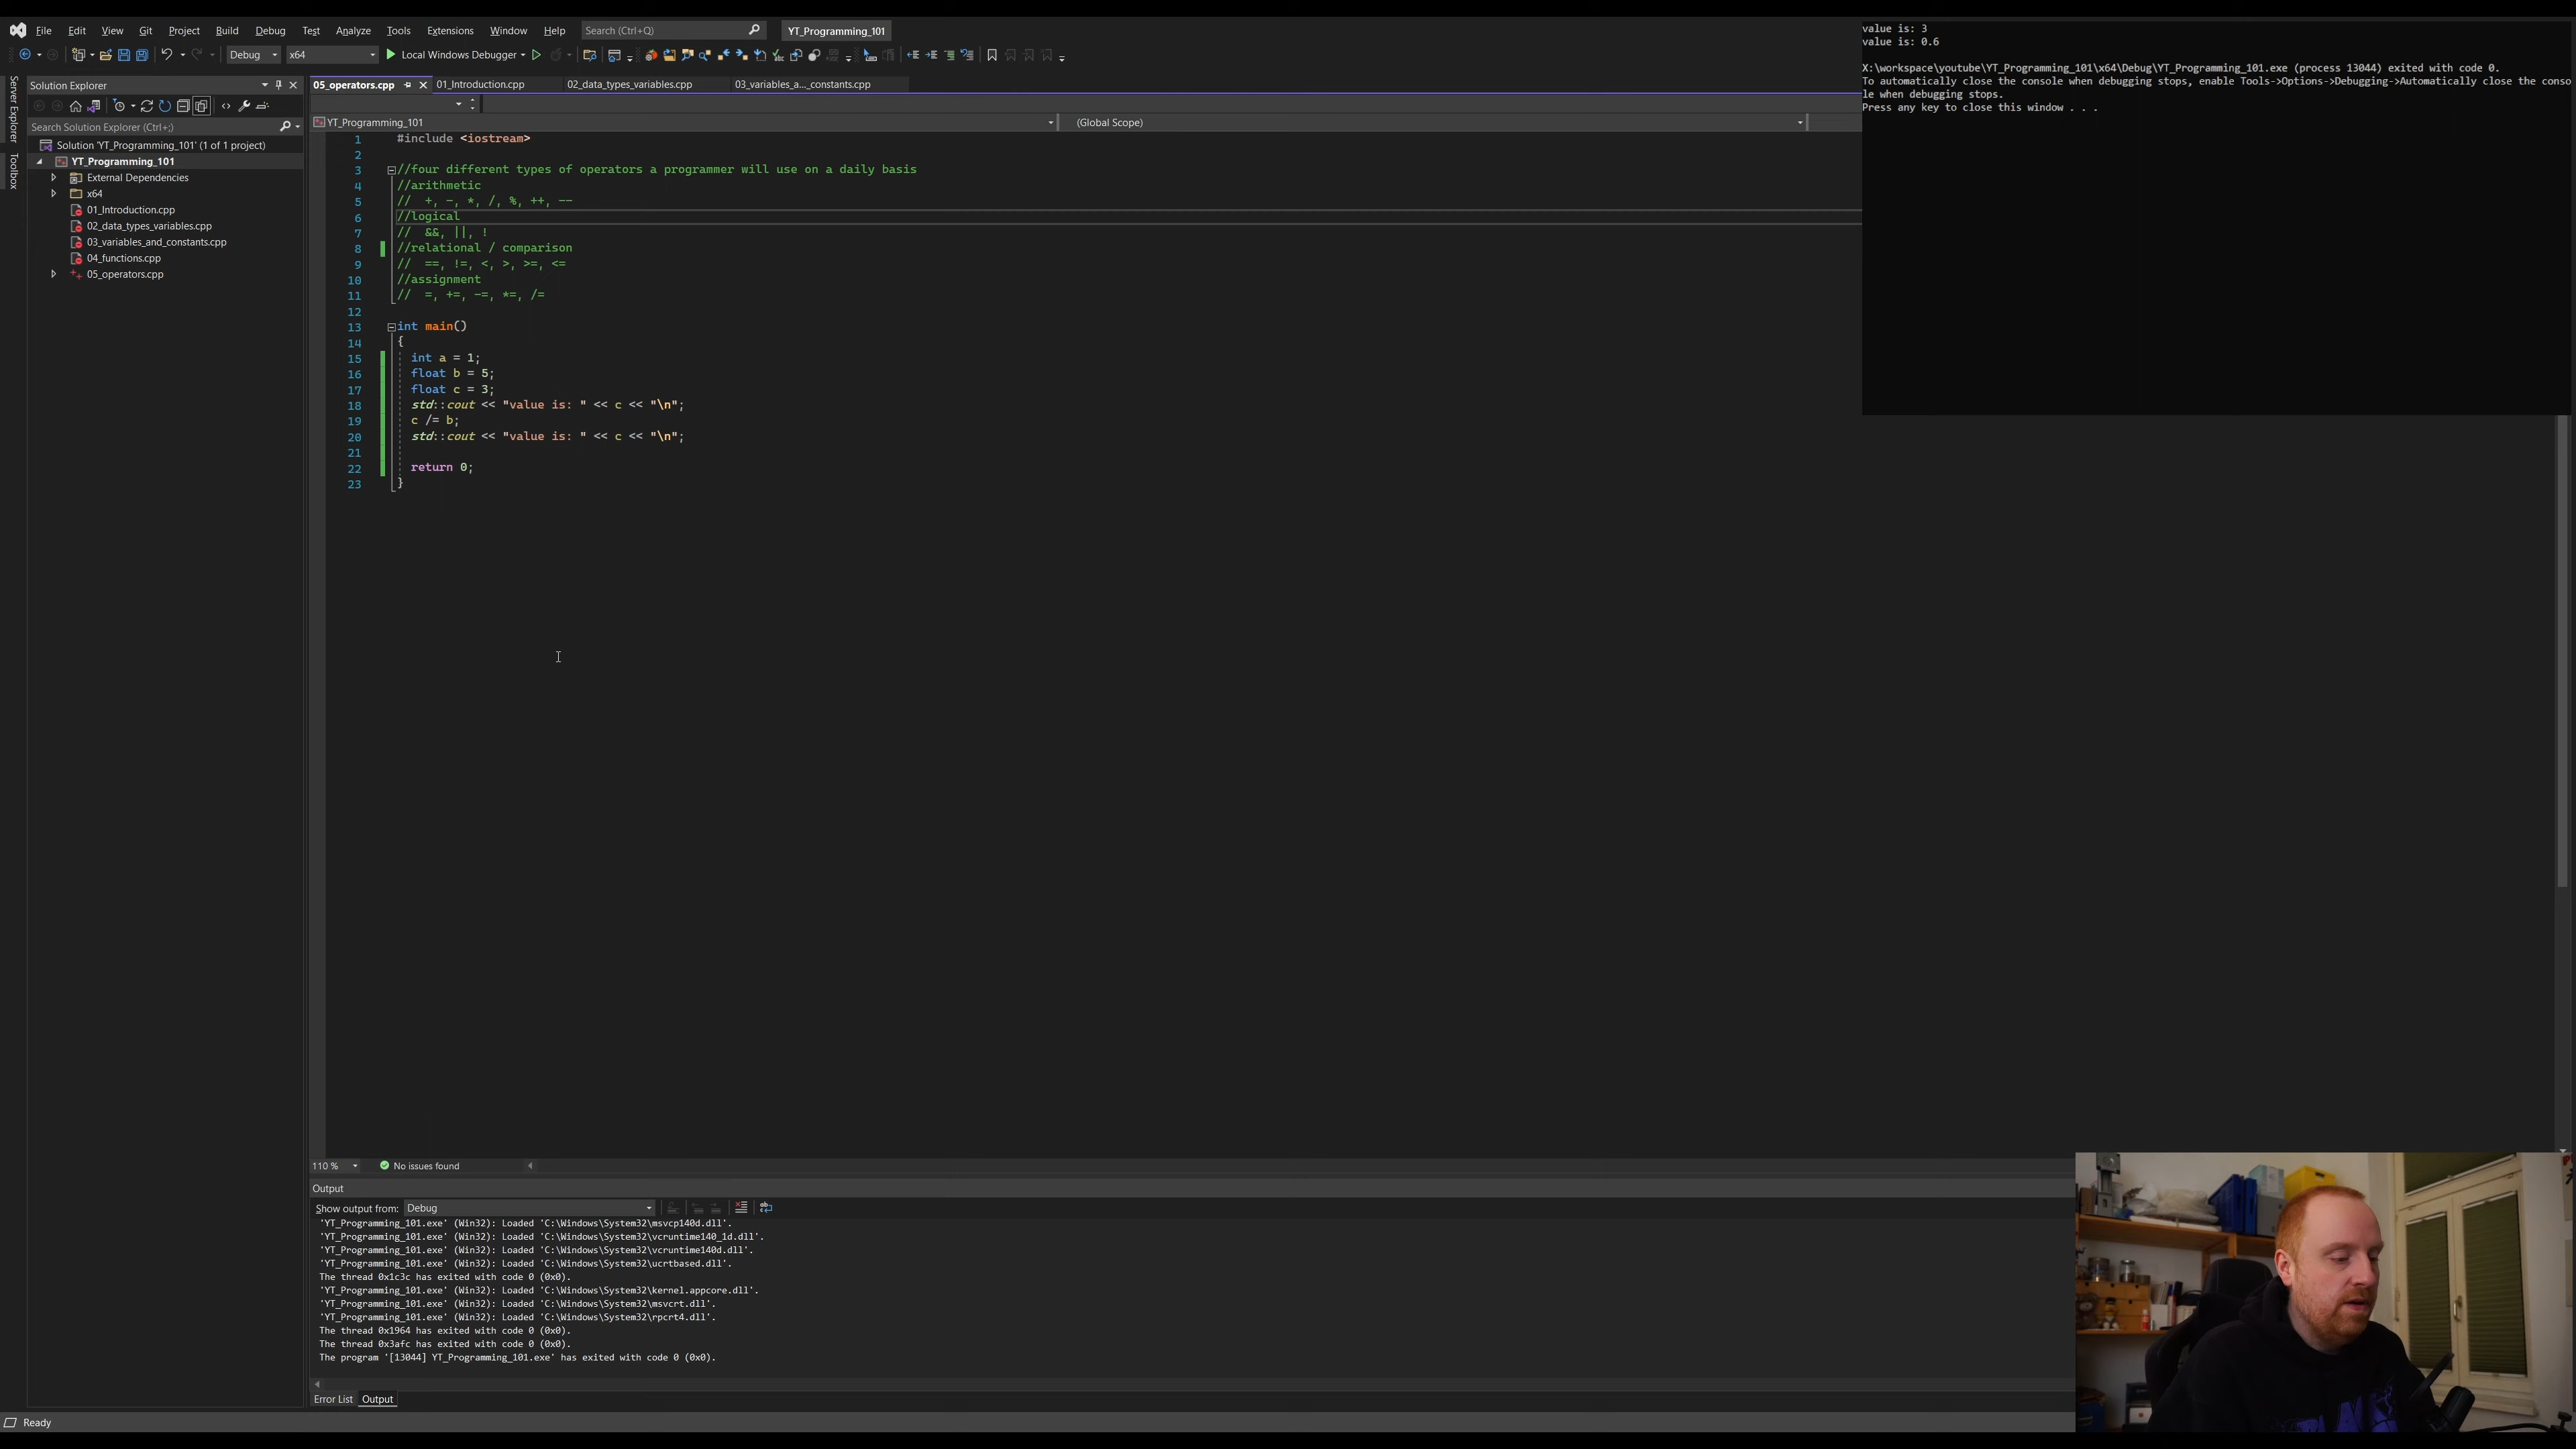 File Edit View Git Project Build Debug Test Analyze Tools Extensions Window Help Search (Ctrl+Q) YT_Programming_101
Debug x64 Local Windows Debugger
Server Explorer
Toolbox
Solution Explorer
Search Solution Explorer (Ctrl+;)
Solution 'YT_Programming_101' (1 of 1 project)
YT_Programming_101
External Dependencies
x64
01_Introduction.cpp
02_data_types_variables.cpp
03_variables_and_constants.cpp
04_functions.cpp
05_operators.cpp
05_operators.cpp 01_Introduction.cpp 02_data_types_variables.cpp 03_variables_a..._constants.cpp
YT_Programming_101 (Global Scope)
1 #include <iostream>
2
3 //four different types of operators a programmer will use on a daily basis
4 //arithmetic
5 // +, -, *, /, %, ++, --
6 //logical
7 // &&, ||, !
8 //relational / comparison
9 // ==, !=, <, >, >=, <=
10 //assignment
11 // =, +=, -=, *=, /=
12
13 int main()
14 {
15 int a = 1;
16 float b = 5;
17 float c = 3;
18 std::cout << "value is: " << c << "\n";
19 c /= b;
20 std::cout << "value is: " << c << "\n";
21
22 return 0;
23 }
value is: 3
value is: 0.6
X:\workspace\youtube\YT_Programming_101\x64\Debug\YT_Programming_101.exe (process 13044) exited with code 0.
To automatically close the console when debugging stops, enable Tools->Options->Debugging->Automatically close the conso
le when debugging stops.
Press any key to close this window . . .
110 % No issues found
Output
Show output from: Debug
'YT_Programming_101.exe' (Win32): Loaded 'C:\Windows\System32\msvcp140d.dll'.
'YT_Programming_101.exe' (Win32): Loaded 'C:\Windows\System32\vcruntime140_1d.dll'.
'YT_Programming_101.exe' (Win32): Loaded 'C:\Windows\System32\vcruntime140d.dll'.
'YT_Programming_101.exe' (Win32): Loaded 'C:\Windows\System32\ucrtbased.dll'.
The thread 0x1c3c has exited with code 0 (0x0).
'YT_Programming_101.exe' (Win32): Loaded 'C:\Windows\System32\kernel.appcore.dll'.
'YT_Programming_101.exe' (Win32): Loaded 'C:\Windows\System32\msvcrt.dll'.
'YT_Programming_101.exe' (Win32): Loaded 'C:\Windows\System32\rpcrt4.dll'.
The thread 0x1964 has exited with code 0 (0x0).
The thread 0x3afc has exited with code 0 (0x0).
The program '[13044] YT_Programming_101.exe' has exited with code 0 (0x0).
Error List Output
Ready